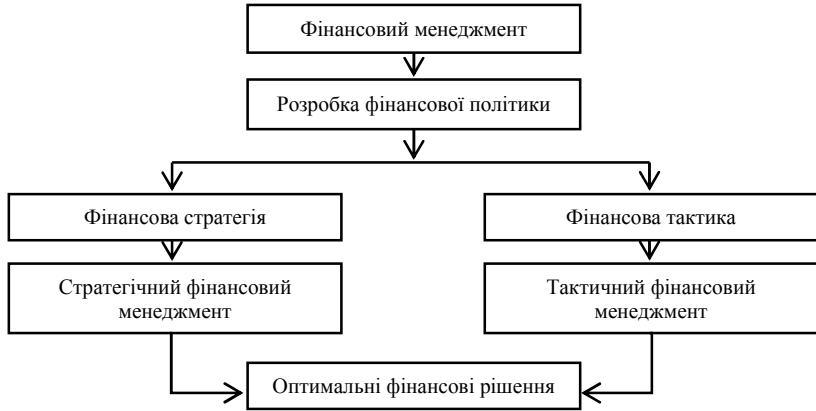 Фінансовий менеджмент
Розробка фінансової політики
Фінансова стратегія
Фінансова тактика
Стратегічний фінансовий
менеджмент
Тактичний фінансовий
менеджмент
Оптимальні фінансові рішення